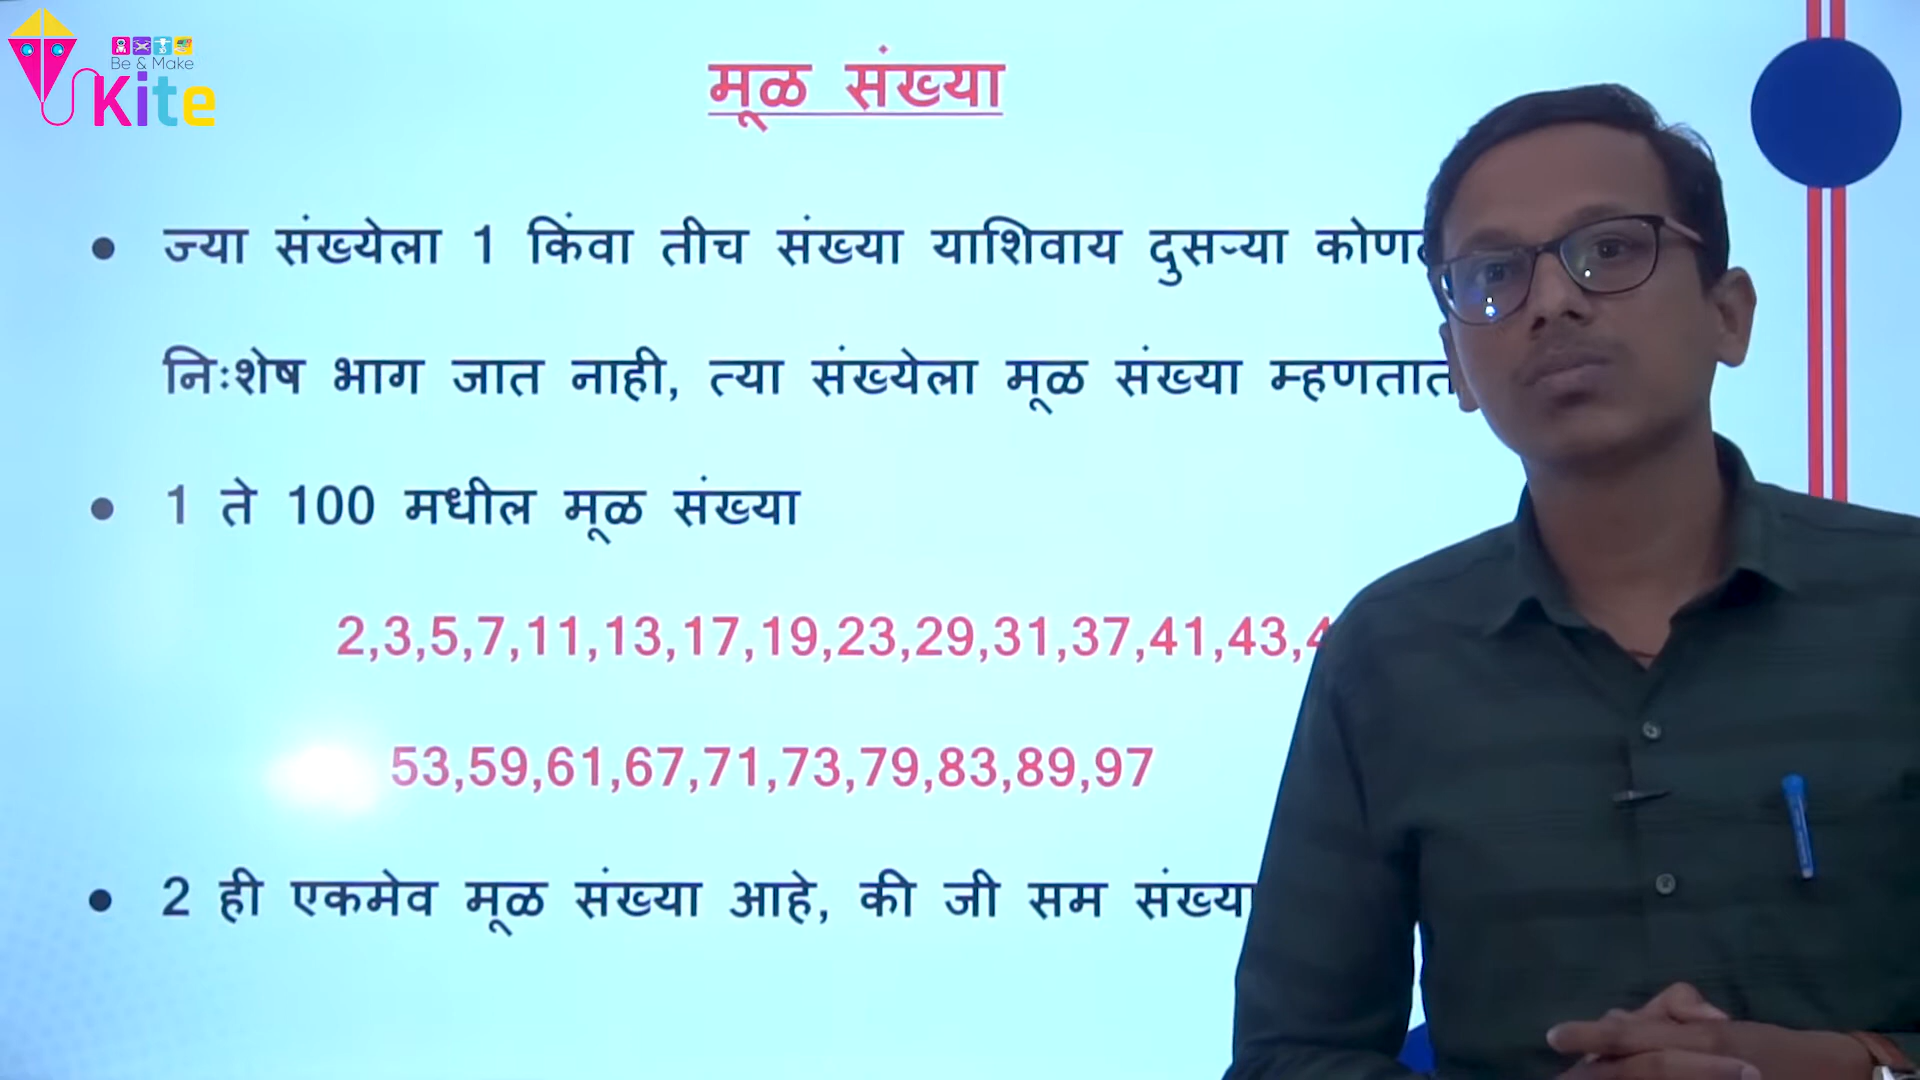 Be & Make
Kite
मूळ संख्या
• ज्या संख्येला 1 किंवा तीच संख्या याशिवाय दुसऱ्या
निःशेष भाग जात नाही, त्या संख्येला मूळ संख्या म्हणतात
• 1 ते 100 मधील मूळ संख्या
2,3,5,7,11,13,17,19,23,29,31,37,41,43,
53,59,61,67,71,73,79,83,89,97
• 2 ही एकमेव मूळ संख्या आहे, की जी सम संख्या